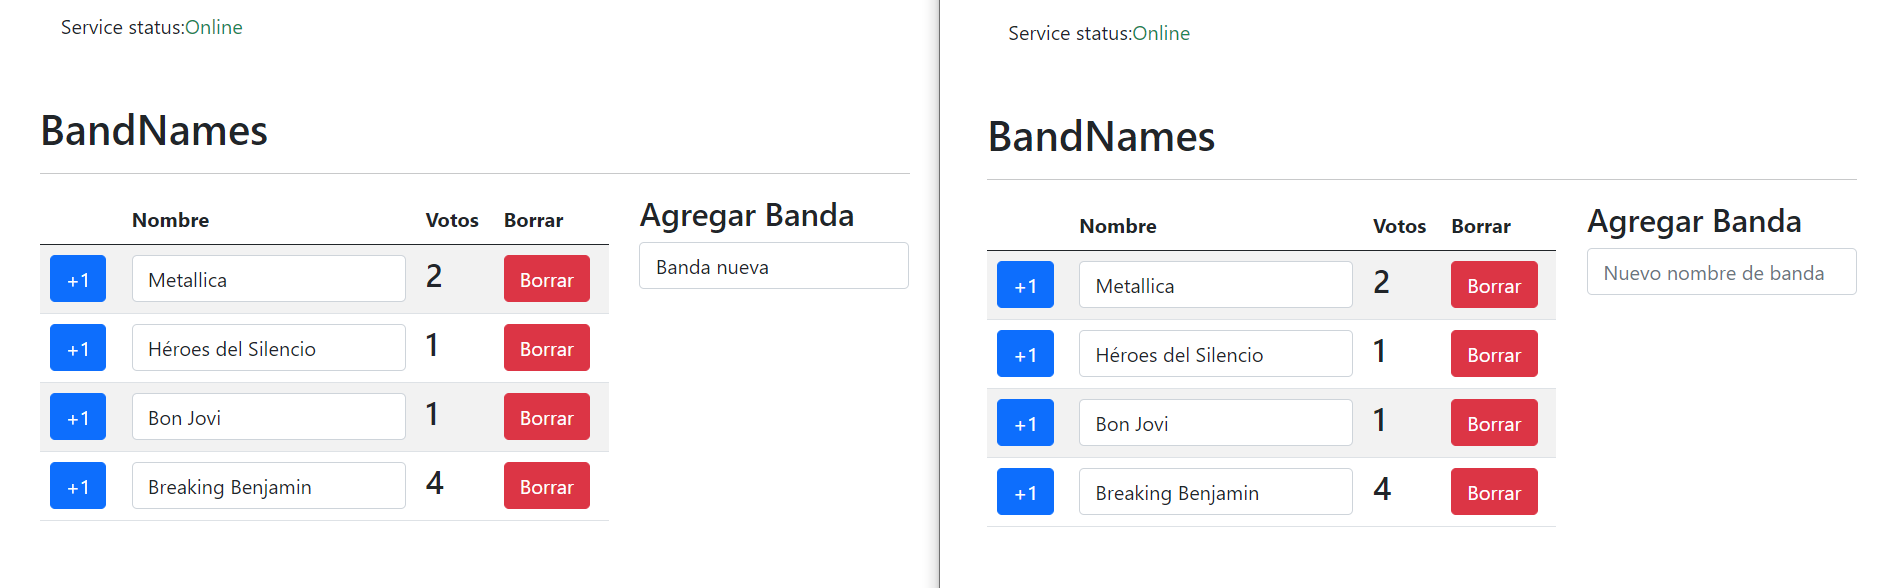 Service status:Online
BandNames
Nombre Votos Borrar
+1 Metallica 2 Borrar
+1 Héroes del Silencio 1 Borrar
+1 Bon Jovi 1 Borrar
+1 Breaking Benjamin 4 Borrar
Agregar Banda
Banda nueva
Service status:Online
BandNames
Nombre Votos Borrar
+1 Metallica 2 Borrar
+1 Héroes del Silencio 1 Borrar
+1 Bon Jovi 1 Borrar
+1 Breaking Benjamin 4 Borrar
Agregar Banda
Nuevo nombre de banda